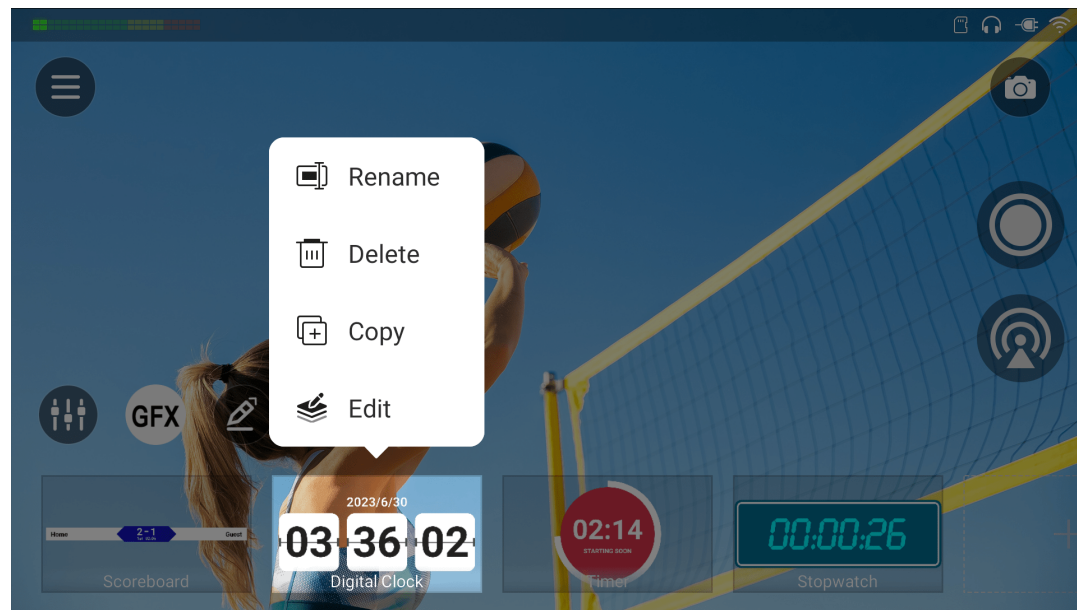 Rename
Delete
Copy
GFX
Edit
Home
2-1
Guest
Scoreboard
2023/6/30
03 36 02
Digital Clock
02:14
STARTING SOON
Timer
00:00:26
Stopwatch